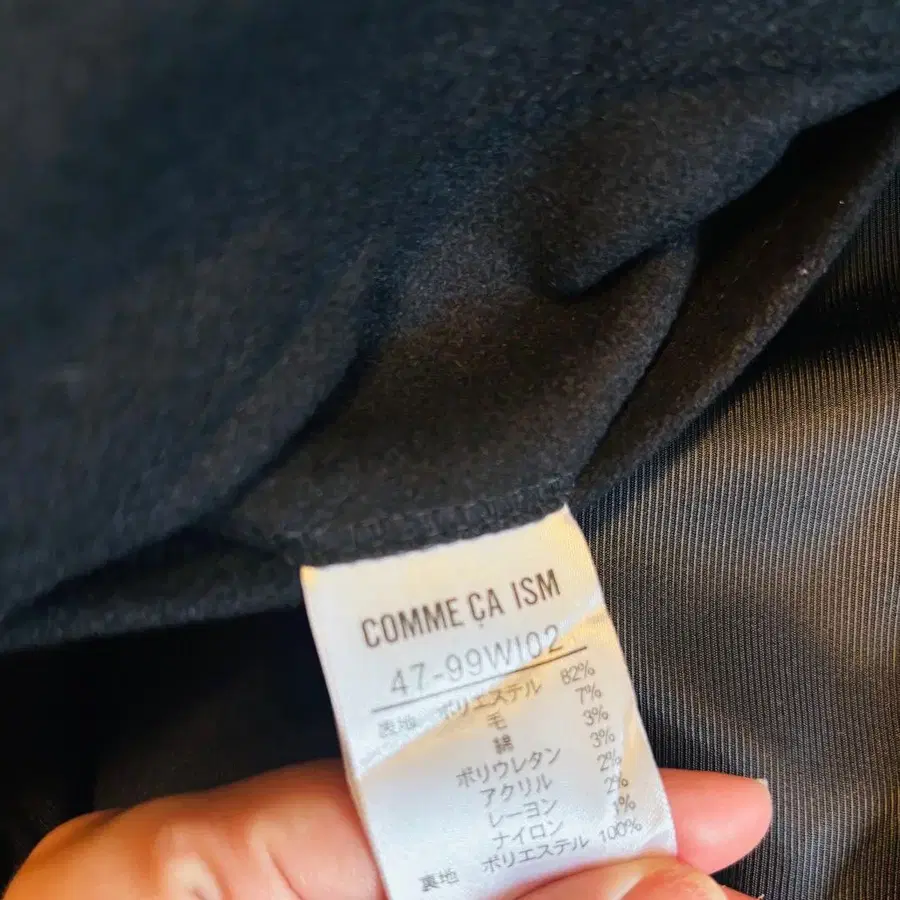 COMME ÇA ISM
47-99WI02
表地 ポリエステル 82%
毛 7%
綿 3%
ポリウレタン 3%
アクリル 2%
レーヨン 2%
ナイロン 1%
裏地 ポリエステル 100%